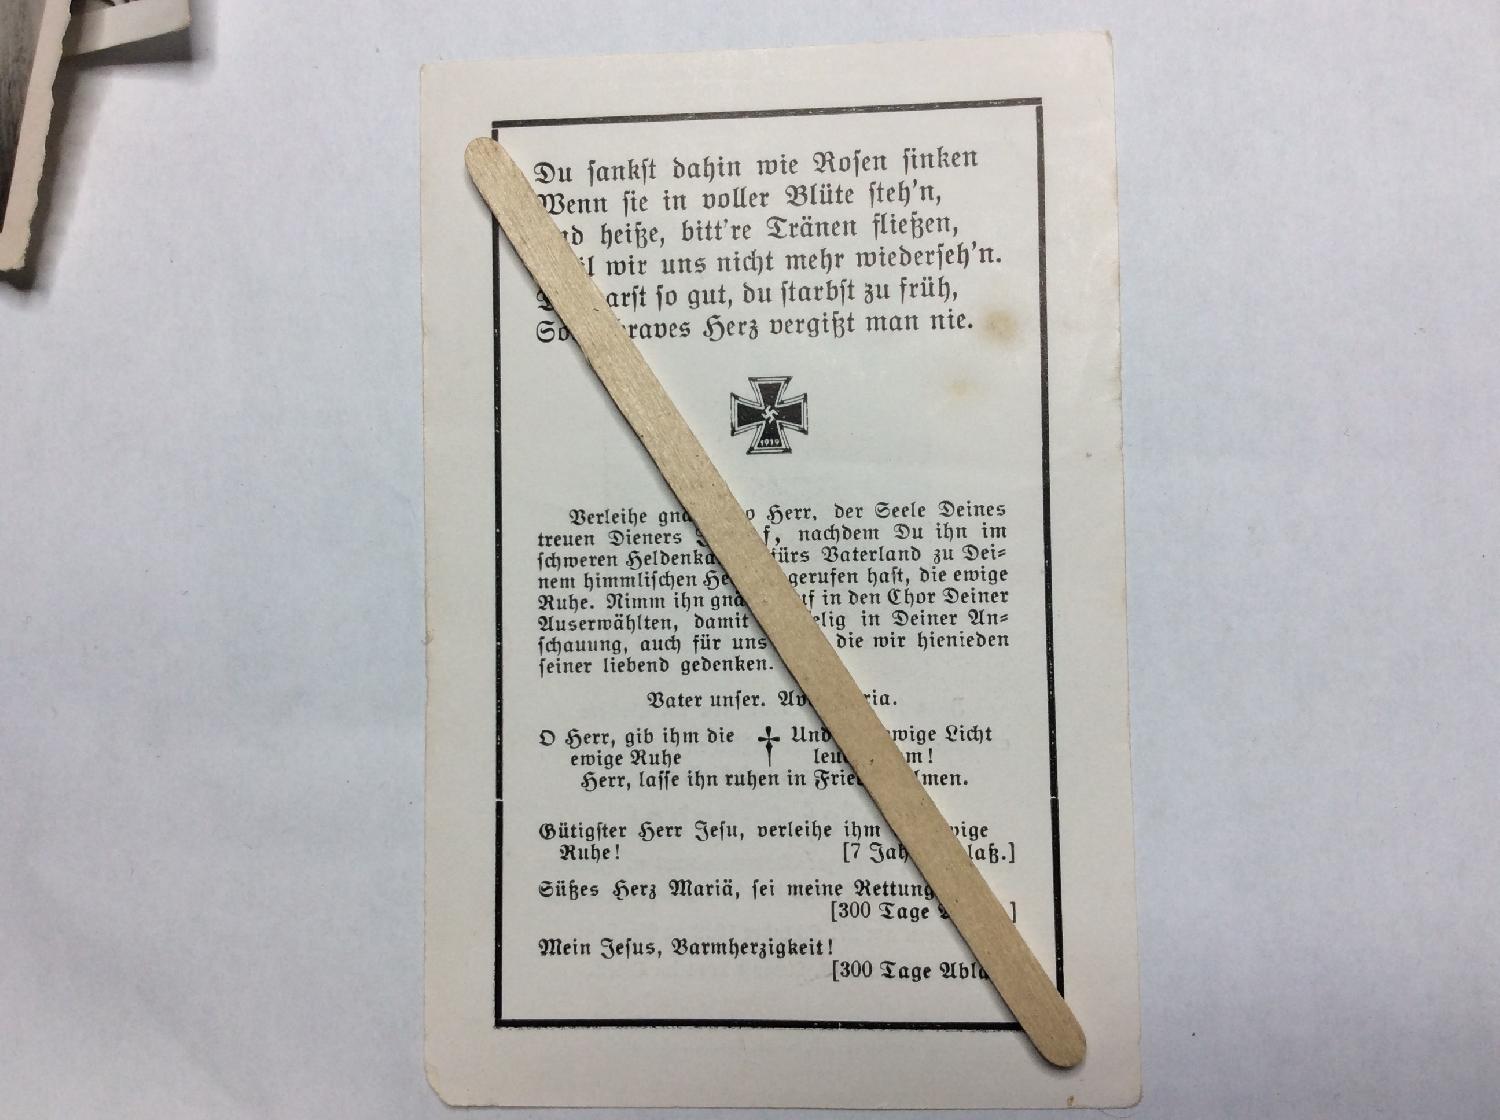 Du sankst dahin wie Rosen sinken
Wenn sie in voller Blüte steh'n,
heiße, bitt're Tränen fließen,
wir uns nicht mehr wiederseh'n.
so gut, du starbst zu früh,
Herz vergißt man nie.
1939
Verleihe o Herr, der Seele Deines
treuen Dieners nachdem Du ihn im
schweren fürs Vaterland zu Dei=
nem himmlischen gerufen hast, die ewige
Ruhe. Nimm ihn in den Chor Deiner
Auserwählten, damit in Deiner An=
schauung, auch für uns die wir hienieden
seiner liebend gedenken.
Vater unser.
O Herr, gib ihm die
ewige Ruhe
Und ewige Licht
Herr, lasse ihn ruhen in
Gütigster Herr Jesu, verleihe ihm
Ruhe! [7
Süßes Herz Mariä, sei meine Rettung
[300 Tage ]
Mein Jesus, Barmherzigkeit!
[300 Tage